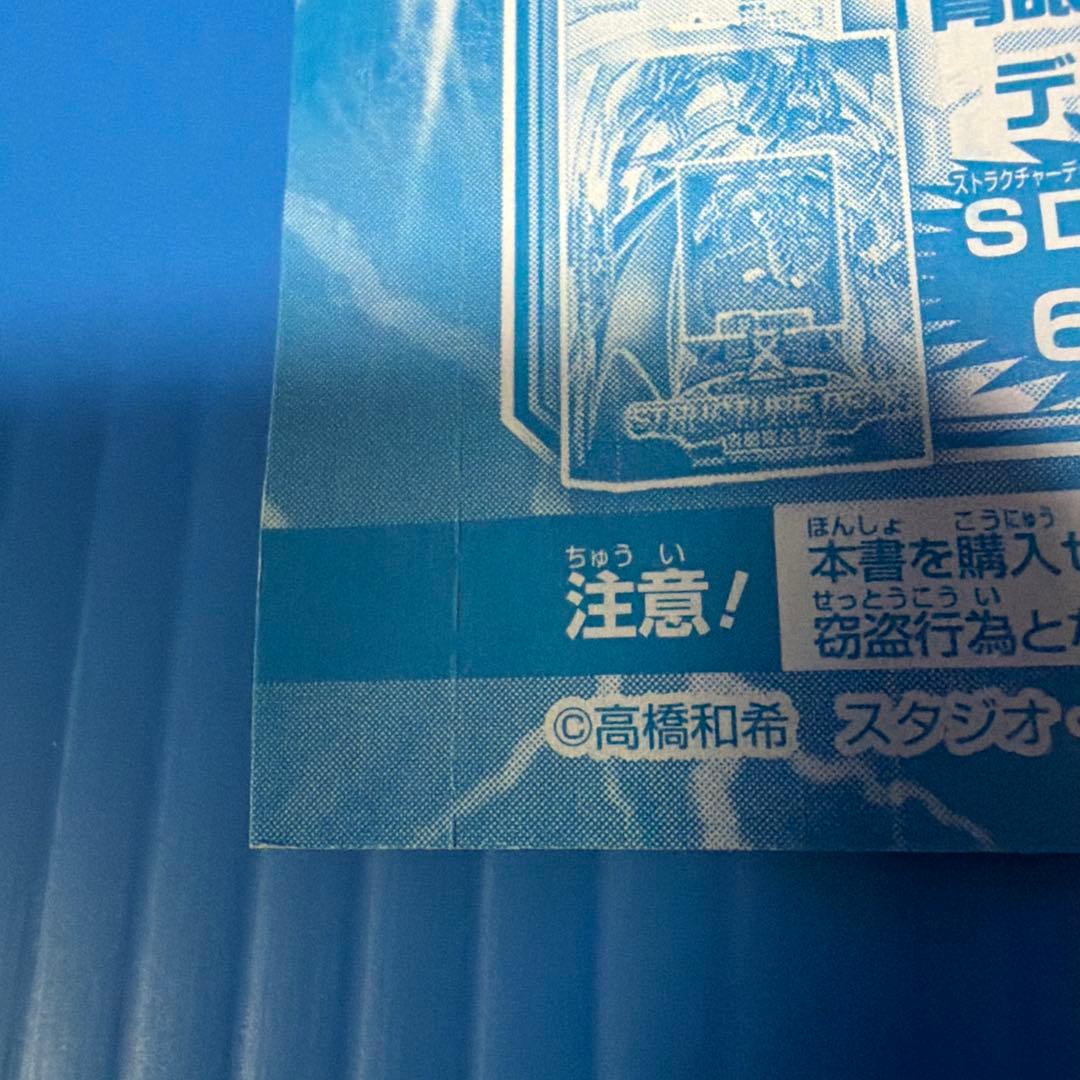 デ
ストラクチャーデ
SD
6
STRUCTURE DECK
ちゅうい
注意!
ほんしょ こうにゅう
本書を購入せ
せっとうこうい
窃盗行為とな
©高橋和希 スタジオ・